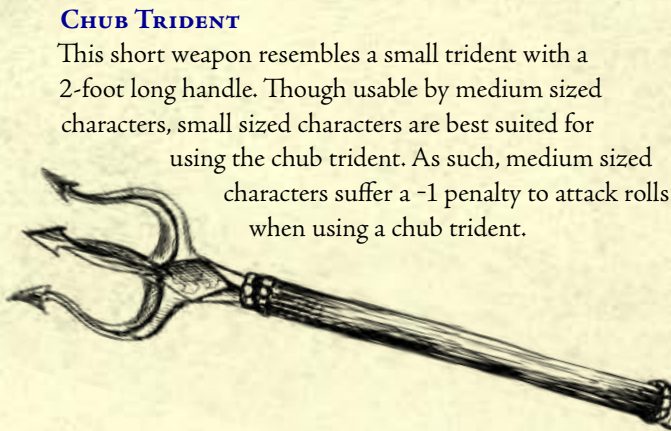 Chub Trident
This short weapon resembles a small trident with a
2-foot long handle. Though usable by medium sized
characters, small sized characters are best suited for
using the chub trident. As such, medium sized
characters suffer a -1 penalty to attack rolls
when using a chub trident.